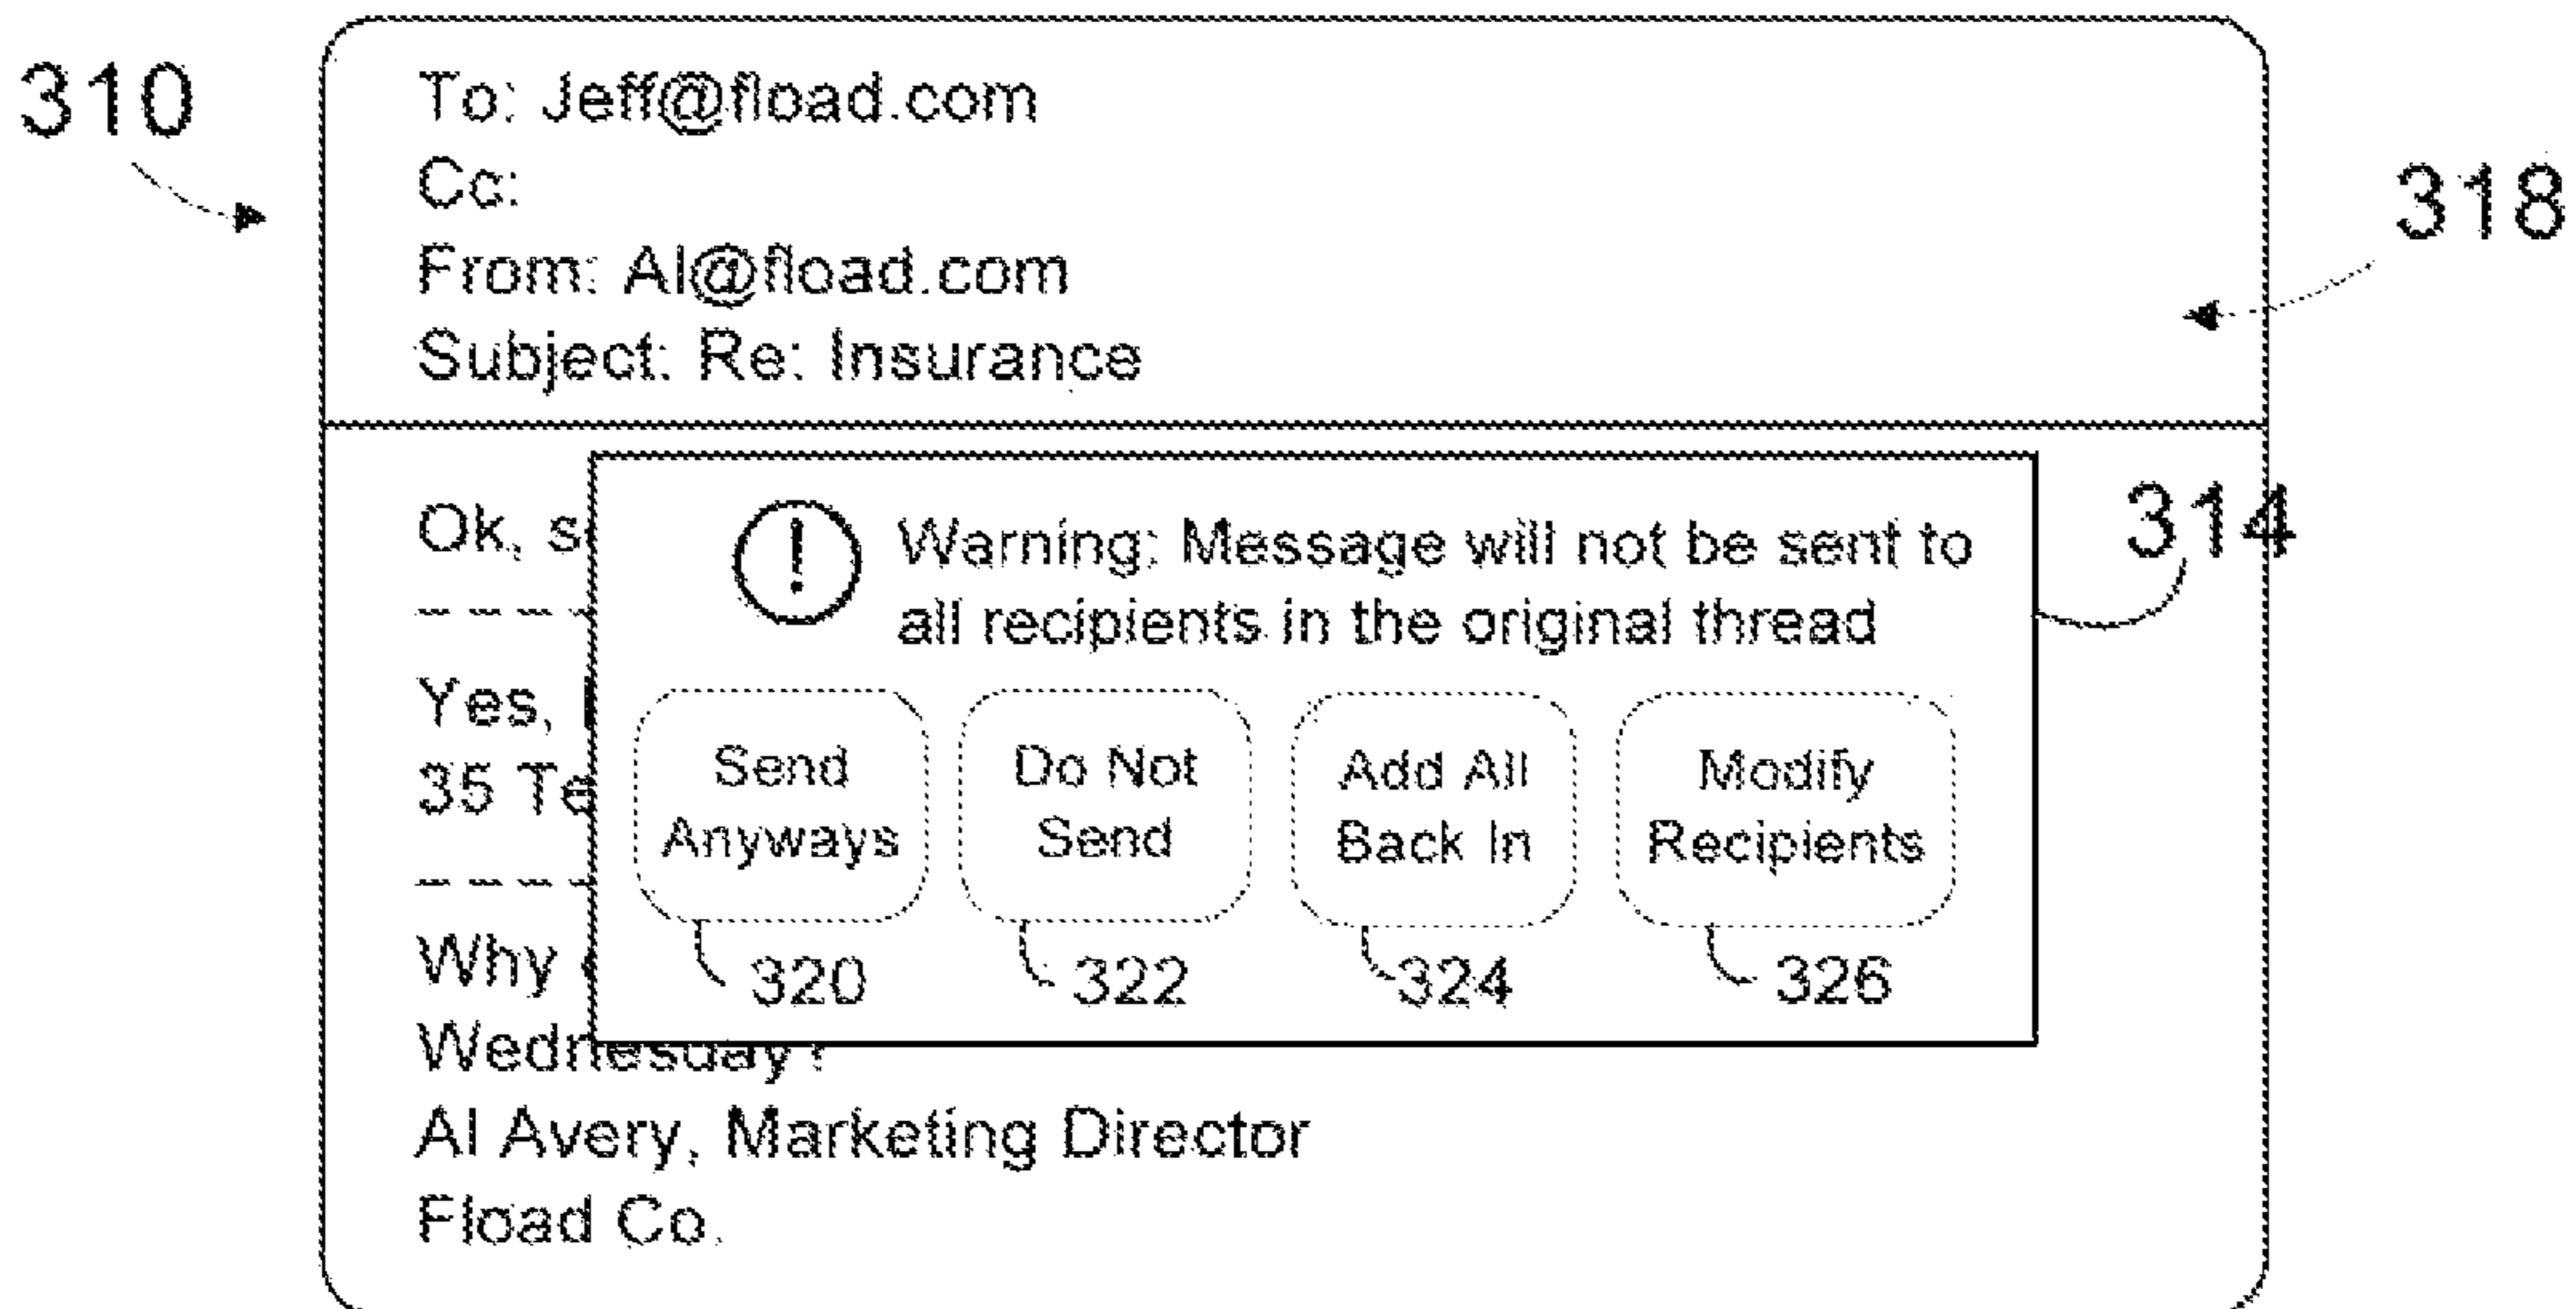 310
To: Jeff@fload.com
Cc:
318
From: Al@fload.com
Subject: Re: Insurance
Ok,
314
Warning: Message will not be sent to
all recipients in the original thread
Yes,
35
Send
Anyways
Do Not
Send
Add All
Back In
Modify
Recipients
320
322
324
326
Why
Wednesday?
Al Avery, Marketing Director
Fload Co.